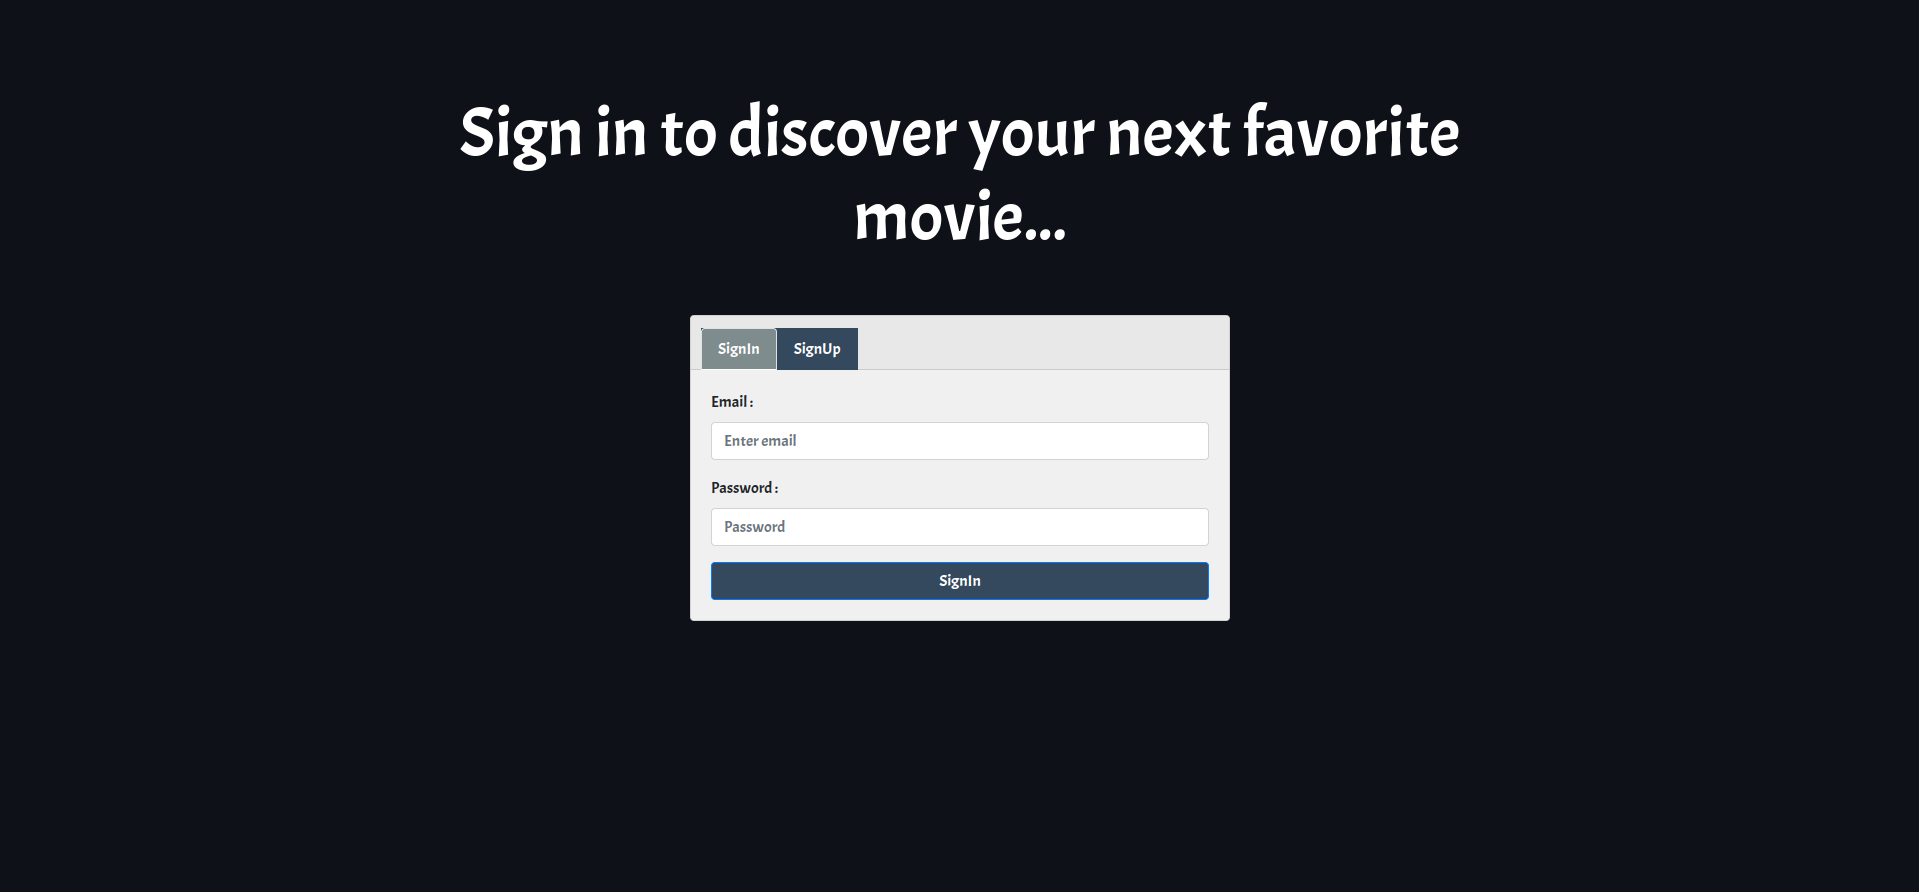 Sign in to discover your next favorite
movie...
SignIn SignUp
Email :
Enter email
Password :
Password
SignIn